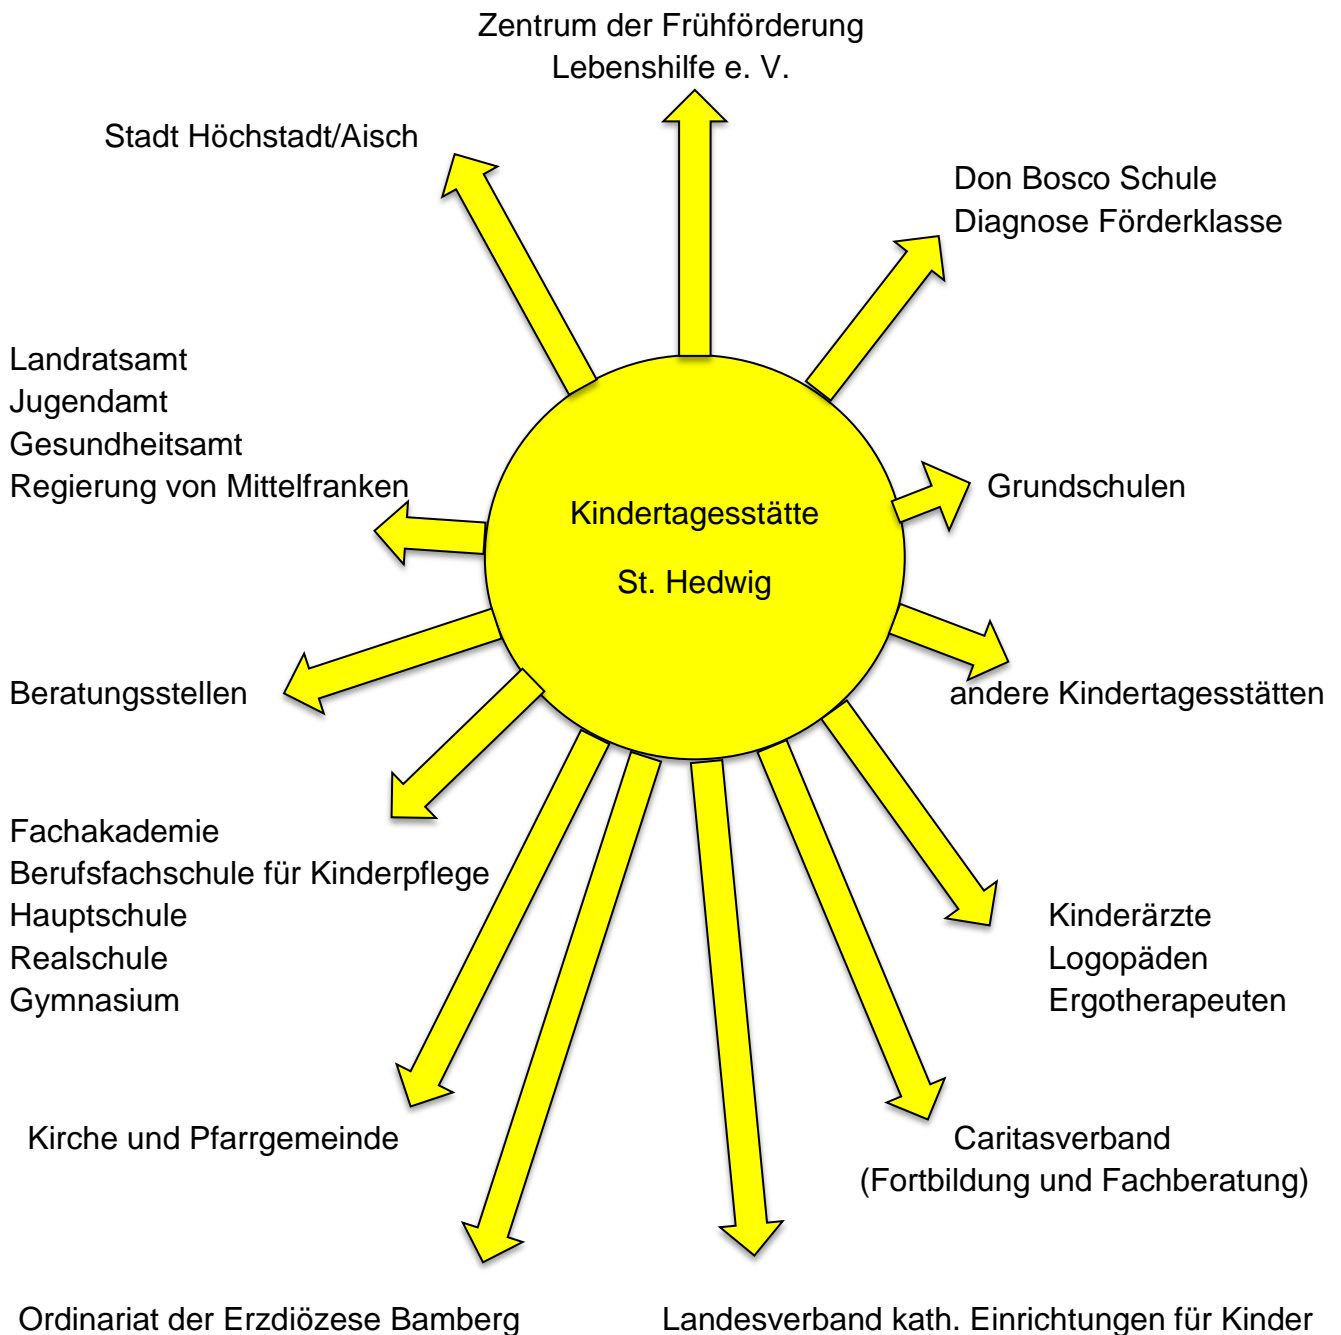 Zentrum der Frühförderung
Lebenshilfe e. V.
Stadt Höchstadt/Aisch
Don Bosco Schule
Diagnose Förderklasse
Landratsamt
Jugendamt
Gesundheitsamt
Regierung von Mittelfranken
Grundschulen
Kindertagesstätte
St. Hedwig
Beratungsstellen
andere Kindertagesstätten
Fachakademie
Berufsfachschule für Kinderpflege
Hauptschule
Realschule
Gymnasium
Kinderärzte
Logopäden
Ergotherapeuten
Kirche und Pfarrgemeinde
Caritasverband
(Fortbildung und Fachberatung)
Ordinariat der Erzdiözese Bamberg
Landesverband kath. Einrichtungen für Kinder